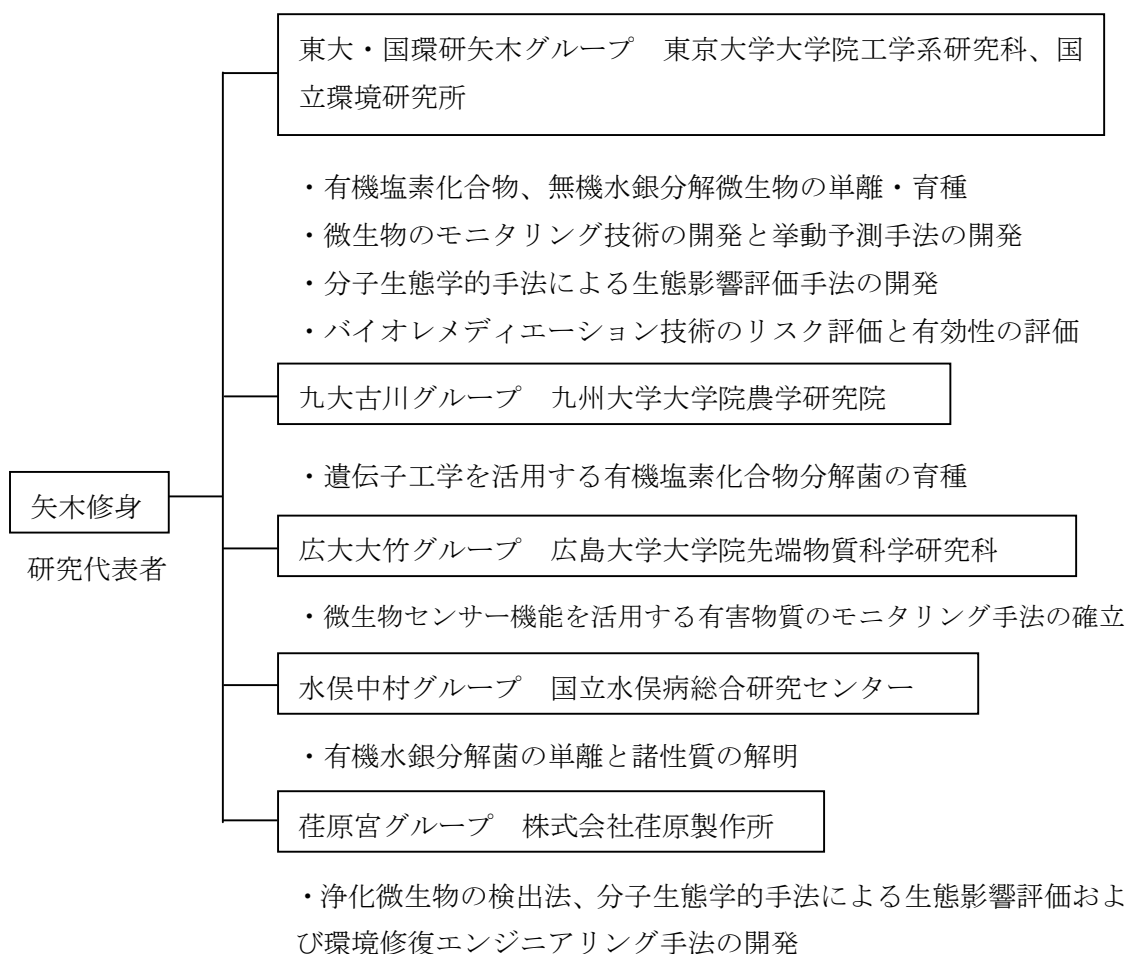 東大・国環研矢木グループ　東京大学大学院工学系研究科、国
立環境研究所
・有機塩素化合物、無機水銀分解微生物の単離・育種
・微生物のモニタリング技術の開発と挙動予測手法の開発
・分子生態学的手法による生態影響評価手法の開発
・バイオレメディエーション技術のリスク評価と有効性の評価
九大古川グループ　九州大学大学院農学研究院
・遺伝子工学を活用する有機塩素化合物分解菌の育種
矢木修身
研究代表者
広大大竹グループ　広島大学大学院先端物質科学研究科
・微生物センサー機能を活用する有害物質のモニタリング手法の確立
水俣中村グループ　国立水俣病総合研究センター
・有機水銀分解菌の単離と諸性質の解明
荏原宮グループ　株式会社荏原製作所
・浄化微生物の検出法、分子生態学的手法による生態影響評価およ
び環境修復エンジニアリング手法の開発